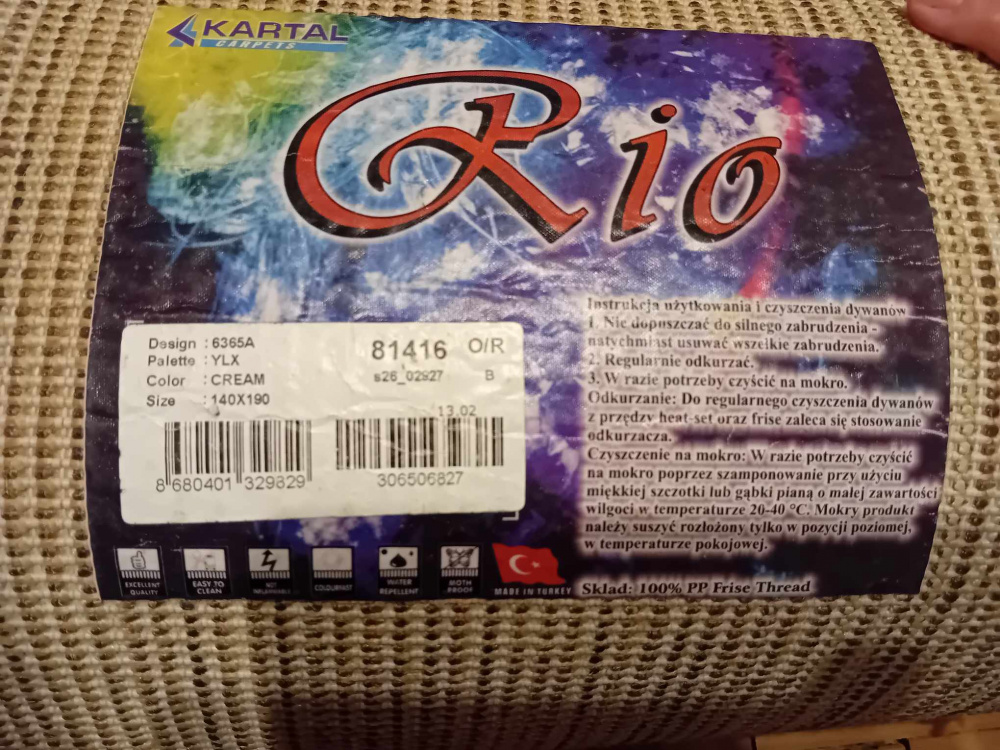 KARTAL
CARPETS
Rio
Design : 6365A
Palette : YLX
Color : CREAM
Size : 140X190
81416 O/R
s26_02927 B
13.02
8 680401 329829
306506827
Instrukcja użytkowania i czyszczenia dywanów
1. Nie dopuszczać do silnego zabrudzenia -
natychmiast usuwać wszelkie zabrudzenia.
2. Regularnie odkurzać.
3. W razie potrzeby czyścić na mokro.
Odkurzanie: Do regularnego czyszczenia dywanów
z przędzy heat-set oraz frise zaleca się stosowanie
odkurzacza.
Czyszczenie na mokro: W razie potrzeby czyścić
na mokro poprzez szamponowanie przy użyciu
miękkiej szczotki lub gąbki pianą o małej zawartości
wilgoci w temperaturze 20-40 °C. Mokry produkt
należy suszyć rozłożony tylko w pozycji poziomej,
w temperaturze pokojowej.
Skład: 100% PP Frise Thread
EXCELLENT
QUALITY
EASY TO
CLEAN
COLOURFAST
WATER
REPELLENT
MOTH
PROOF
MADE IN TURKEY